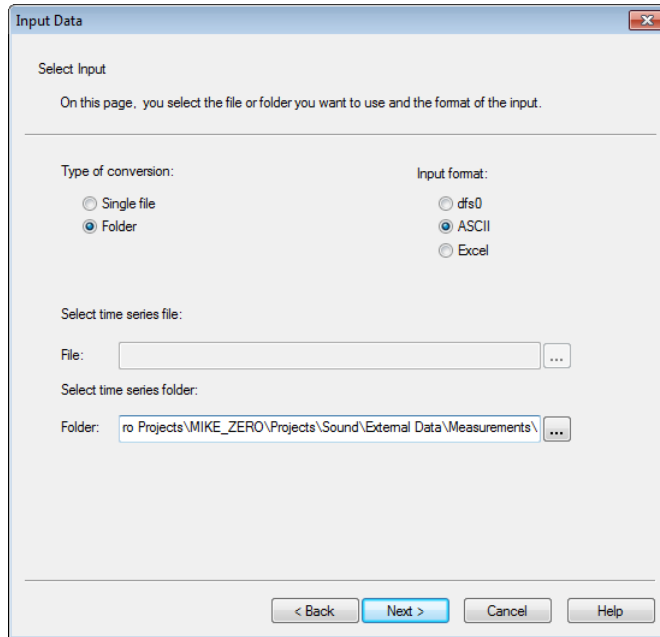 Input Data
Select Input
On this page, you select the file or folder you want to use and the format of the input.
Type of conversion:
Input format:
Single file
dfs0
Folder
ASCII
Excel
Select time series file:
File:
...
Select time series folder:
Folder: ro Projects\MIKE_ZERO\Projects\Sound\External Data\Measurements\ ...
< Back Next > Cancel Help